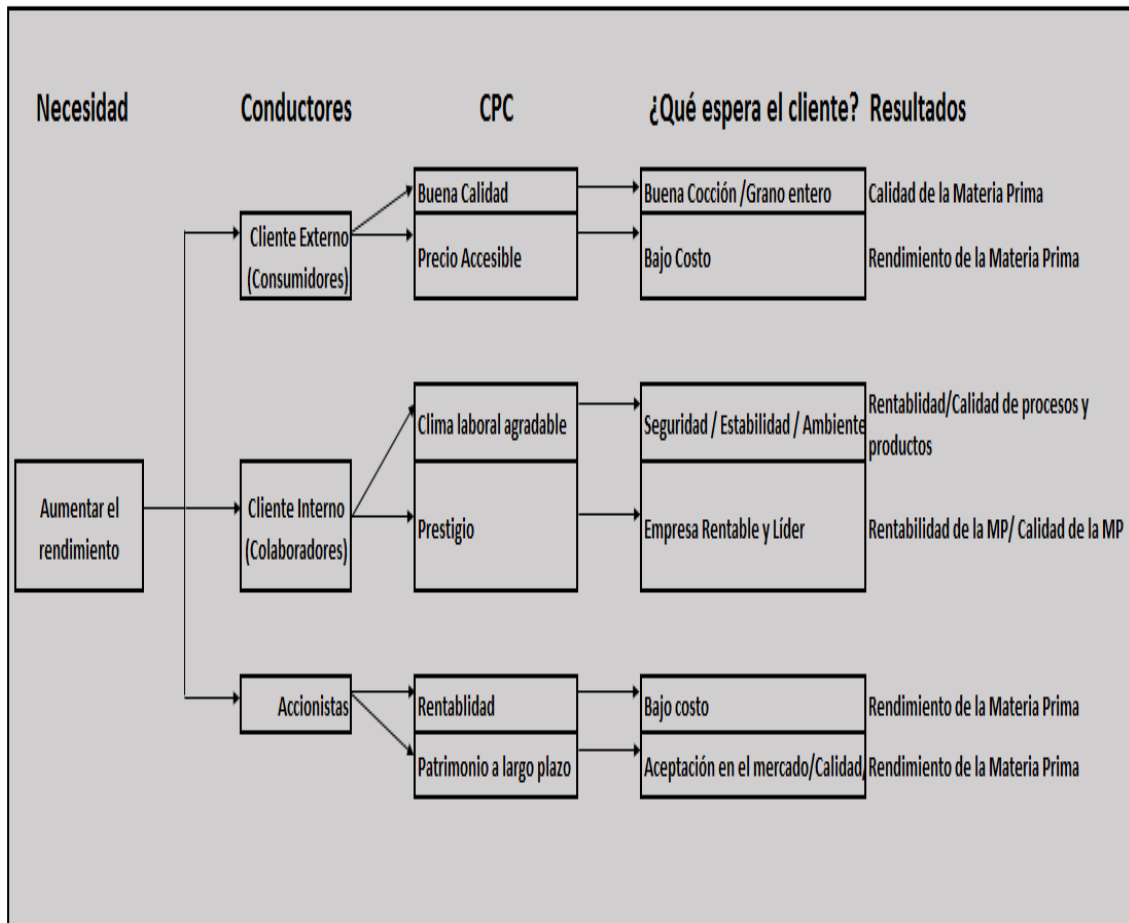 Necesidad
Conductores
CPC
¿Qué espera el cliente?
Resultados
Buena Calidad
Buena Cocción /Grano entero
Calidad de la Materia Prima
Cliente Externo
(Consumidores)
Precio Accesible
Bajo Costo
Rendimiento de la Materia Prima
Clima laboral agradable
Seguridad / Estabilidad / Ambiente
Rentablidad/Calidad de procesos y
productos
Aumentar el
rendimiento
Cliente Interno
(Colaboradores)
Prestigio
Empresa Rentable y Líder
Rentabilidad de la MP/ Calidad de la MP
Accionistas
Rentablidad
Bajo costo
Rendimiento de la Materia Prima
Patrimonio a largo plazo
Aceptación en el mercado/Calidad/
Rendimiento de la Materia Prima